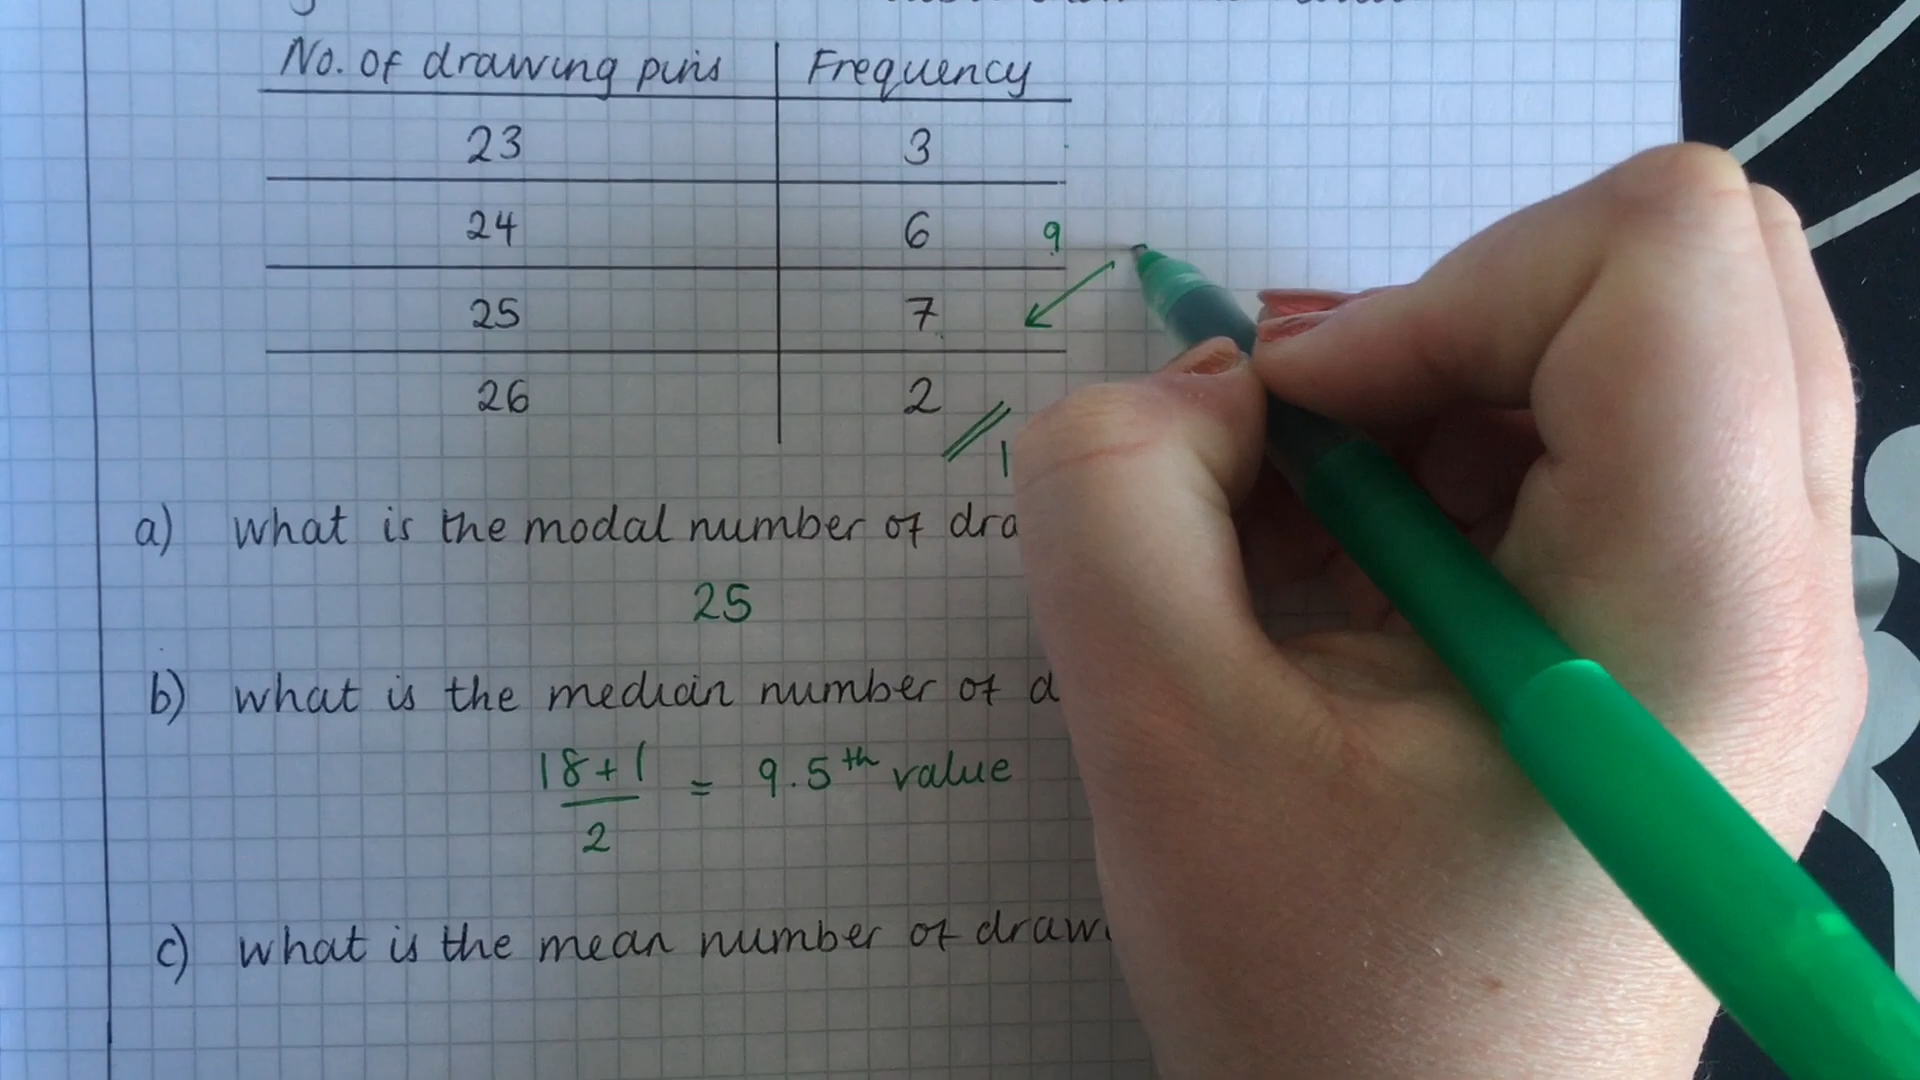 No. of drawing pins Frequency
23 3
24 6 9
25 7
26 2
1
a) what is the modal number of
25
b) what is the median number of
18+1 = 9.5th value
2
c) what is the mean number of